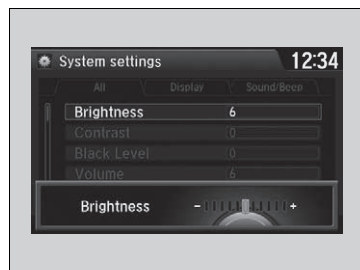 System settings 12:34
All Display Sound/Beep
Brightness 6
Contrast 0
Black Level 0
Volume 6
Brightness - +